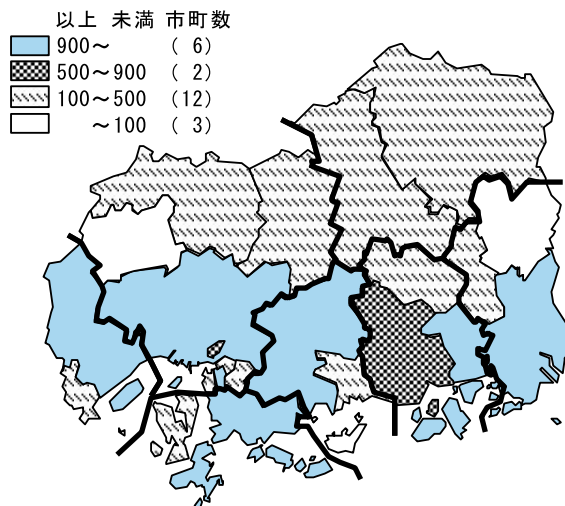 以上 未満 市町数
900～ （ 6）
500～900 （ 2）
100～500 （12）
～100 （ 3）